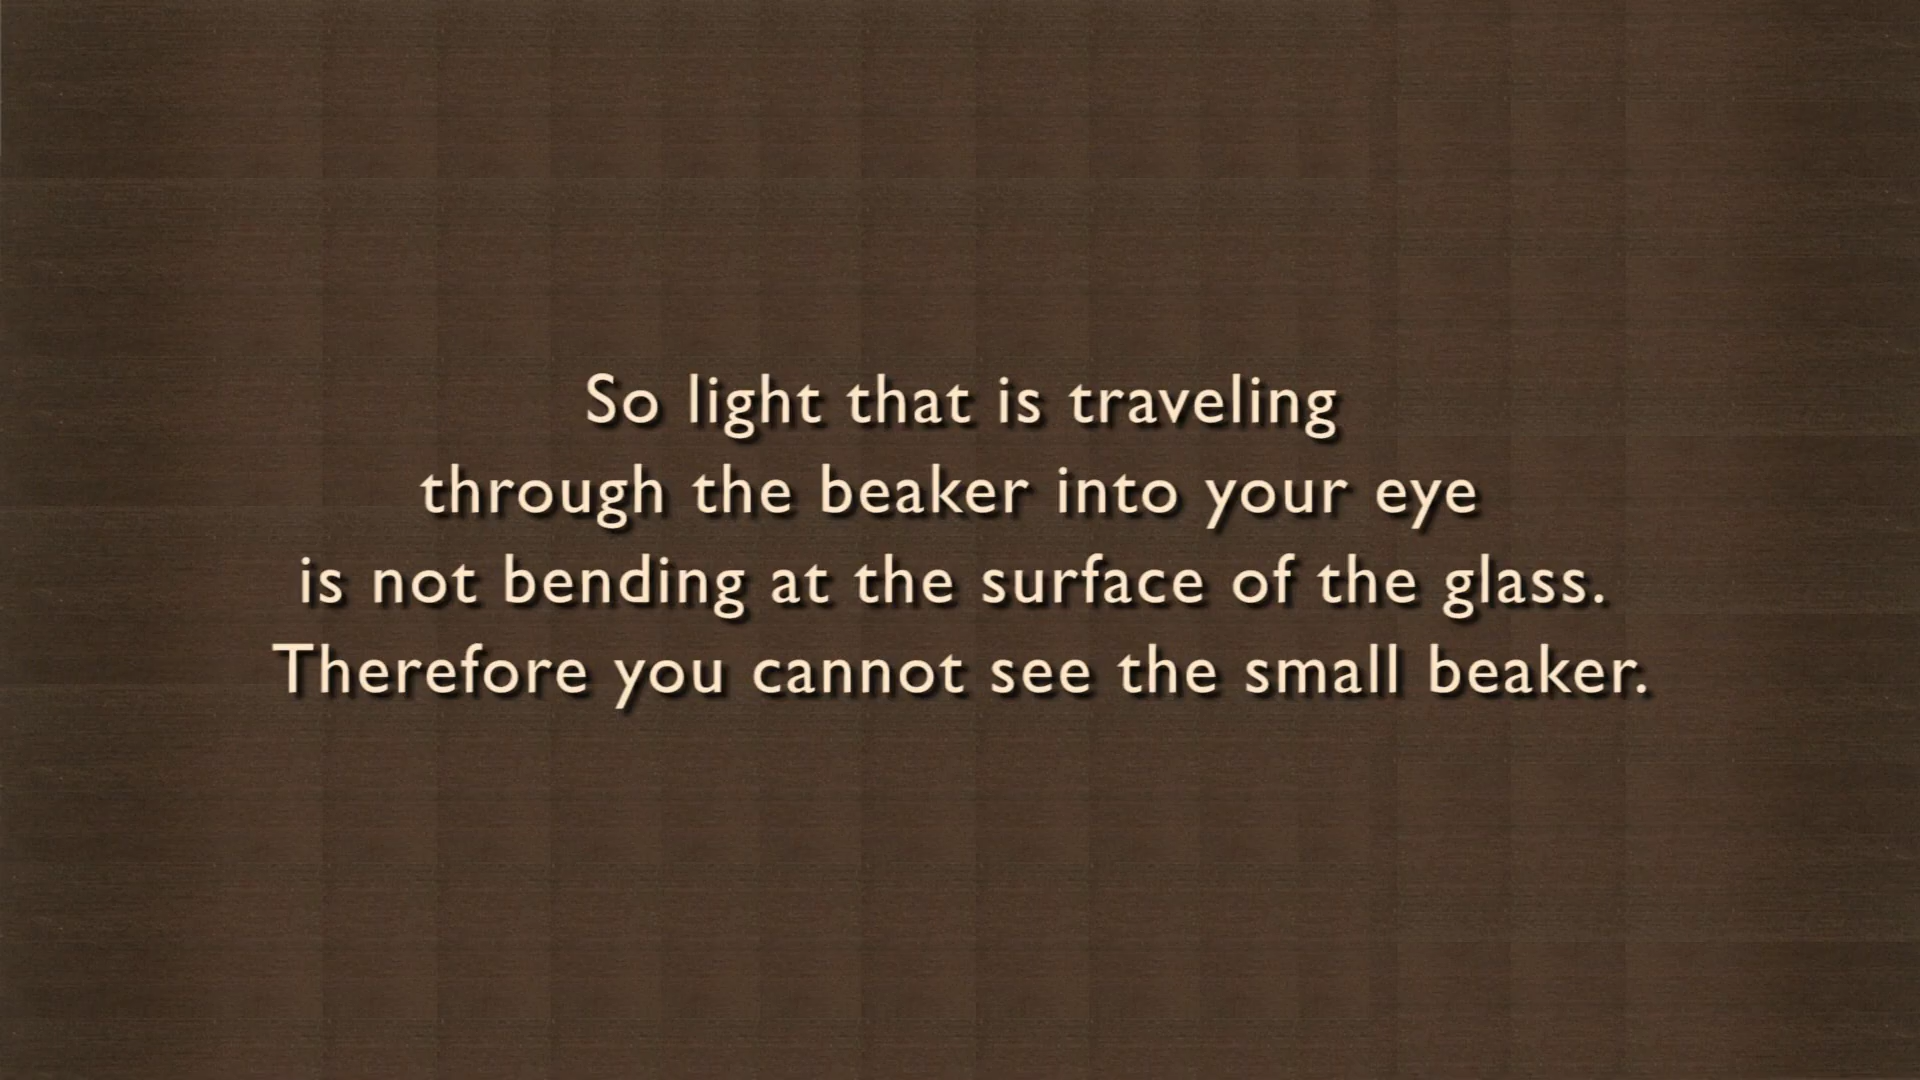 So light that is traveling
through the beaker into your eye
is not bending at the surface of the glass.
Therefore you cannot see the small beaker.